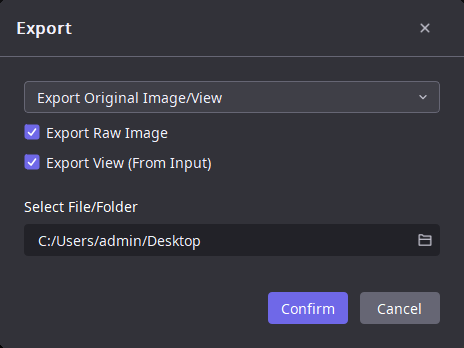 Export
Export Original Image/View
Export Raw Image
Export View (From Input)
Select File/Folder
C:/Users/admin/Desktop
Confirm Cancel